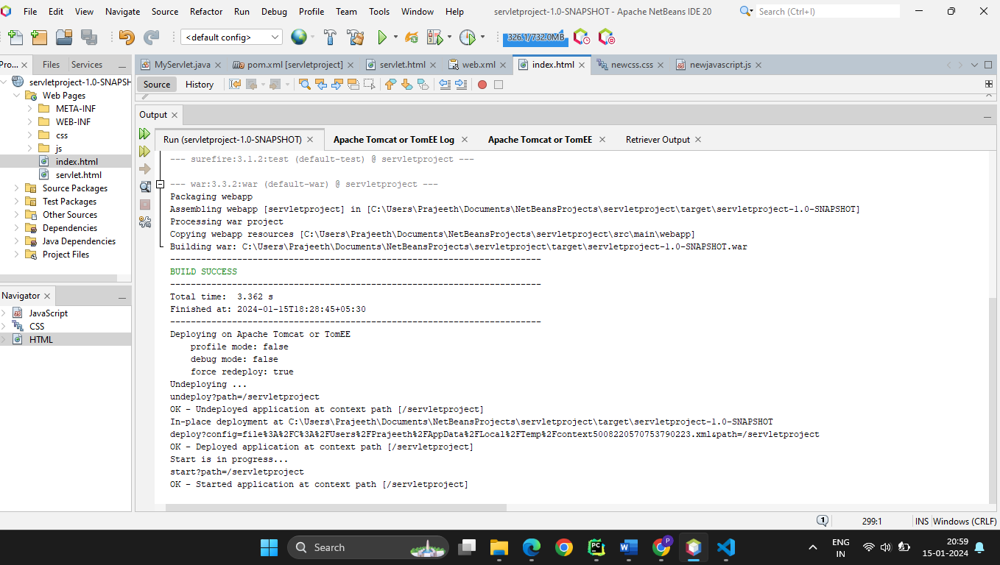 File Edit View Navigate Source Refactor Run Debug Profile Team Tools Window Help
servletproject-1.0-SNAPSHOT - Apache NetBeans IDE 20
Search (Ctrl+I)
<default config>
326.1/732.0MB
Pro... Files Services
MyServlet.java
pom.xml [servletproject]
servlet.html
web.xml
index.html
newcss.css
newjavascript.js
servletproject-1.0-SNAPSH
Web Pages
META-INF
WEB-INF
css
js
index.html
servlet.html
Source Packages
Test Packages
Other Sources
Dependencies
Java Dependencies
Project Files
Navigator
JavaScript
CSS
HTML
Source History
Output
Run (servletproject-1.0-SNAPSHOT)
Apache Tomcat or TomEE Log
Apache Tomcat or TomEE
Retriever Output
--- surefire:3.1.2:test (default-test) @ servletproject ---
--- war:3.3.2:war (default-war) @ servletproject ---
Packaging webapp
Assembling webapp [servletproject] in [C:\Users\Prajeeth\Documents\NetBeansProjects\servletproject\target\servletproject-1.0-SNAPSHOT]
Processing war project
Copying webapp resources [C:\Users\Prajeeth\Documents\NetBeansProjects\servletproject\src\main\webapp]
Building war: C:\Users\Prajeeth\Documents\NetBeansProjects\servletproject\target\servletproject-1.0-SNAPSHOT.war
------------------------------------------------------------------------
BUILD SUCCESS
------------------------------------------------------------------------
Total time:  3.362 s
Finished at: 2024-01-15T18:28:45+05:30
------------------------------------------------------------------------
Deploying on Apache Tomcat or TomEE
profile mode: false
debug mode: false
force redeploy: true
Undeploying ...
undeploy?path=/servletproject
OK - Undeployed application at context path [/servletproject]
In-place deployment at C:\Users\Prajeeth\Documents\NetBeansProjects\servletproject\target\servletproject-1.0-SNAPSHOT
deploy?config=file%3A%2FC%3A%2FUsers%2FPrajeeth%2FAppData%2FLocal%2FTemp%2Fcontext5008220570753790223.xml&path=/servletproject
OK - Deployed application at context path [/servletproject]
Start is in progress...
start?path=/servletproject
OK - Started application at context path [/servletproject]
1
299:1
INS
Windows (CRLF)
Search
PC
W
P
ENG
IN
20:59
15-01-2024